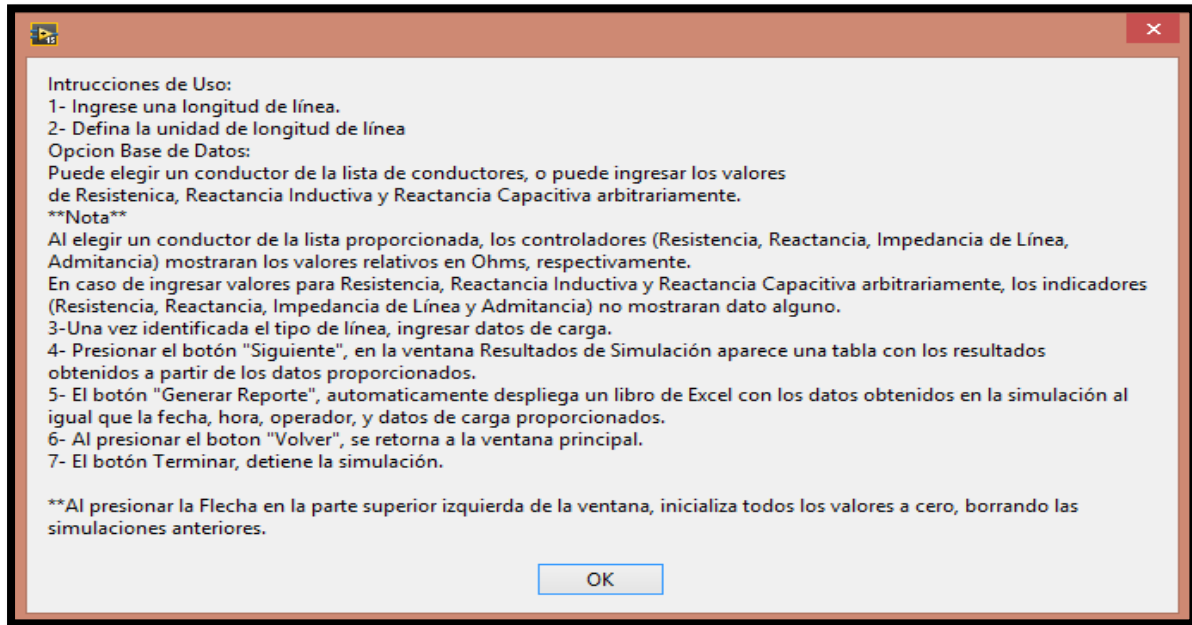 15
Intrucciones de Uso:
1- Ingrese una longitud de línea.
2- Defina la unidad de longitud de línea
Opcion Base de Datos:
Puede elegir un conductor de la lista de conductores, o puede ingresar los valores
de Resistenica, Reactancia Inductiva y Reactancia Capacitiva arbitrariamente.
**Nota**
Al elegir un conductor de la lista proporcionada, los controladores (Resistencia, Reactancia, Impedancia de Línea,
Admitancia) mostraran los valores relativos en Ohms, respectivamente.
En caso de ingresar valores para Resistencia, Reactancia Inductiva y Reactancia Capacitiva arbitrariamente, los indicadores
(Resistencia, Reactancia, Impedancia de Línea y Admitancia) no mostraran dato alguno.
3-Una vez identificada el tipo de línea, ingresar datos de carga.
4- Presionar el botón "Siguiente", en la ventana Resultados de Simulación aparece una tabla con los resultados
obtenidos a partir de los datos proporcionados.
5- El botón "Generar Reporte", automaticamente despliega un libro de Excel con los datos obtenidos en la simulación al
igual que la fecha, hora, operador, y datos de carga proporcionados.
6- Al presionar el boton "Volver", se retorna a la ventana principal.
7- El botón Terminar, detiene la simulación.
**Al presionar la Flecha en la parte superior izquierda de la ventana, inicializa todos los valores a cero, borrando las
simulaciones anteriores.
OK